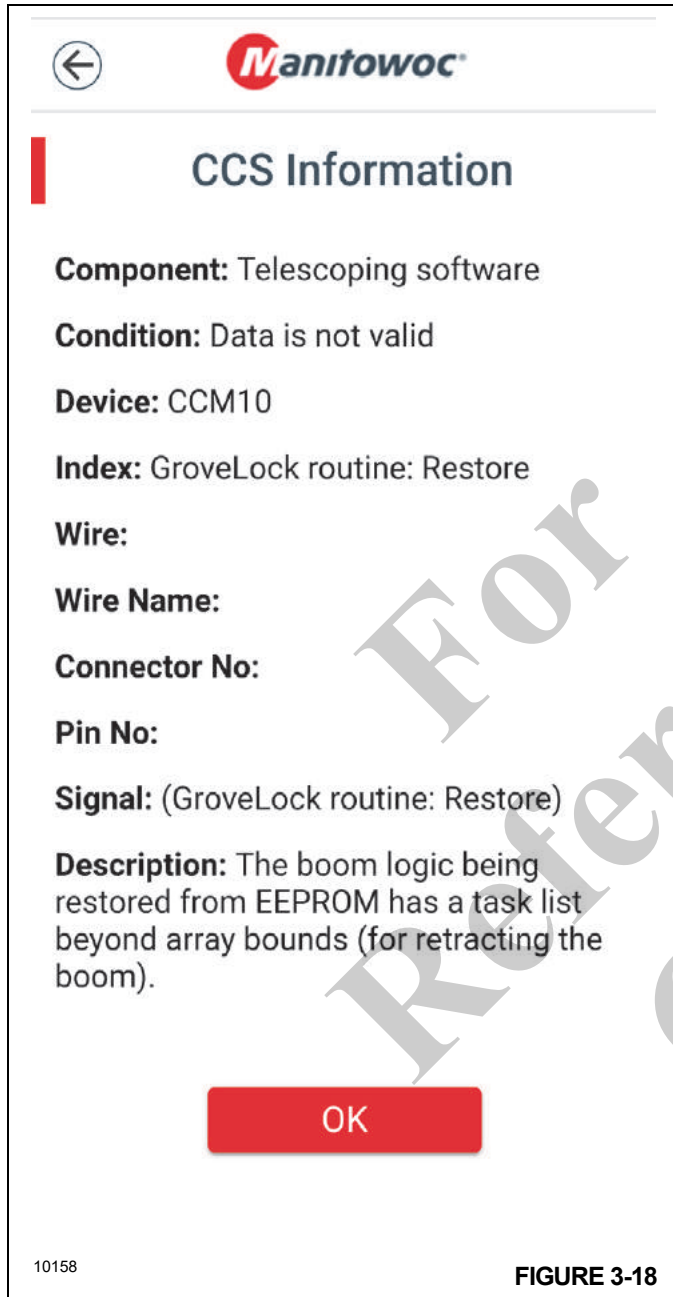 Manitowoc®
CCS Information
Component: Telescoping software
Condition: Data is not valid
Device: CCM10
Index: GroveLock routine: Restore
Wire:
Wire Name:
Connector No:
Pin No:
Signal: (GroveLock routine: Restore)
Description: The boom logic being
restored from EEPROM has a task list
beyond array bounds (for retracting the
boom).
OK
10158
FIGURE 3-18
For